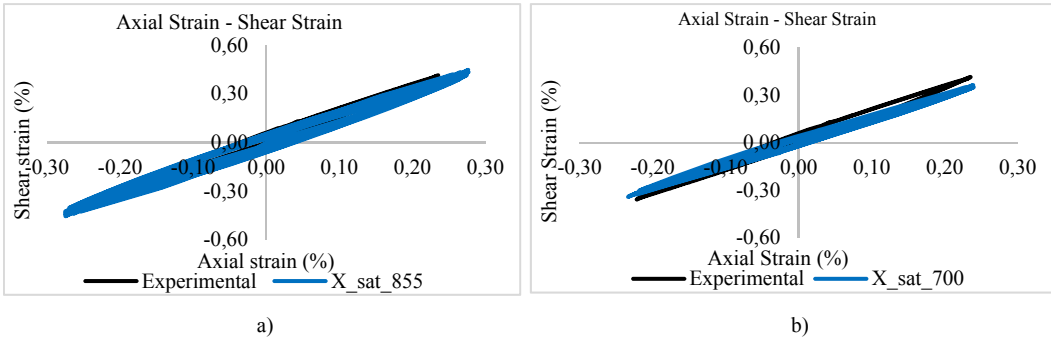 Axial Strain - Shear Strain
0,60
0,30
0,00
-0,30 -0,20 -0,10 0,00 0,10 0,20 0,30
-0,30
-0,60
Shear strain (%)
Axial strain (%)
Experimental X_sat_855
a)
Axial Strain - Shear Strain
0,60
0,30
0,00
-0,30 -0,20 -0,10 0,00 0,10 0,20 0,30
-0,30
-0,60
Shear Strain (%)
Axial Strain (%)
Experimental X_sat_700
b)